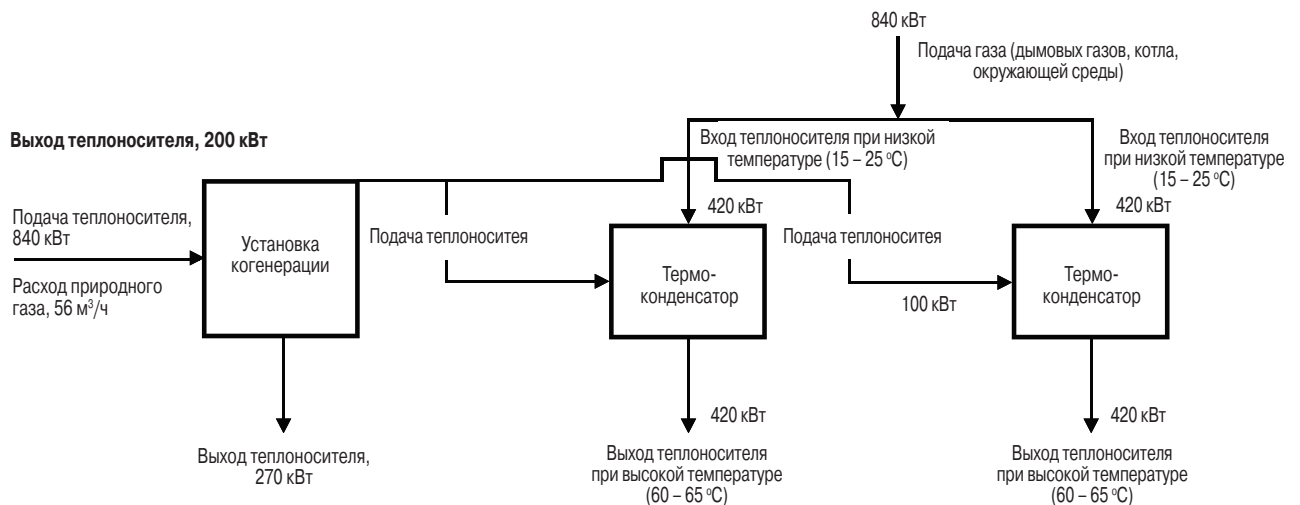 840 кВт
Подача газа (дымовых газов, котла,
окружающей среды)
Выход теплоносителя, 200 кВт
Вход теплоносителя при низкой
температуре (15 – 25 °С)
Вход теплоносителя
при низкой температуре
(15 – 25 °С)
Подача теплоносителя,
840 кВт
Расход природного
газа, 56 м³/ч
Установка
когенерации
Подача теплоноситея
420 кВт
Термо-
конденсатор
Подача теплоноситея
100 кВт
420 кВт
Термо-
конденсатор
Выход теплоносителя,
270 кВт
420 кВт
Выход теплоносителя
при высокой температуре
(60 – 65 °С)
420 кВт
Выход теплоносителя
при высокой температуре
(60 – 65 °С)